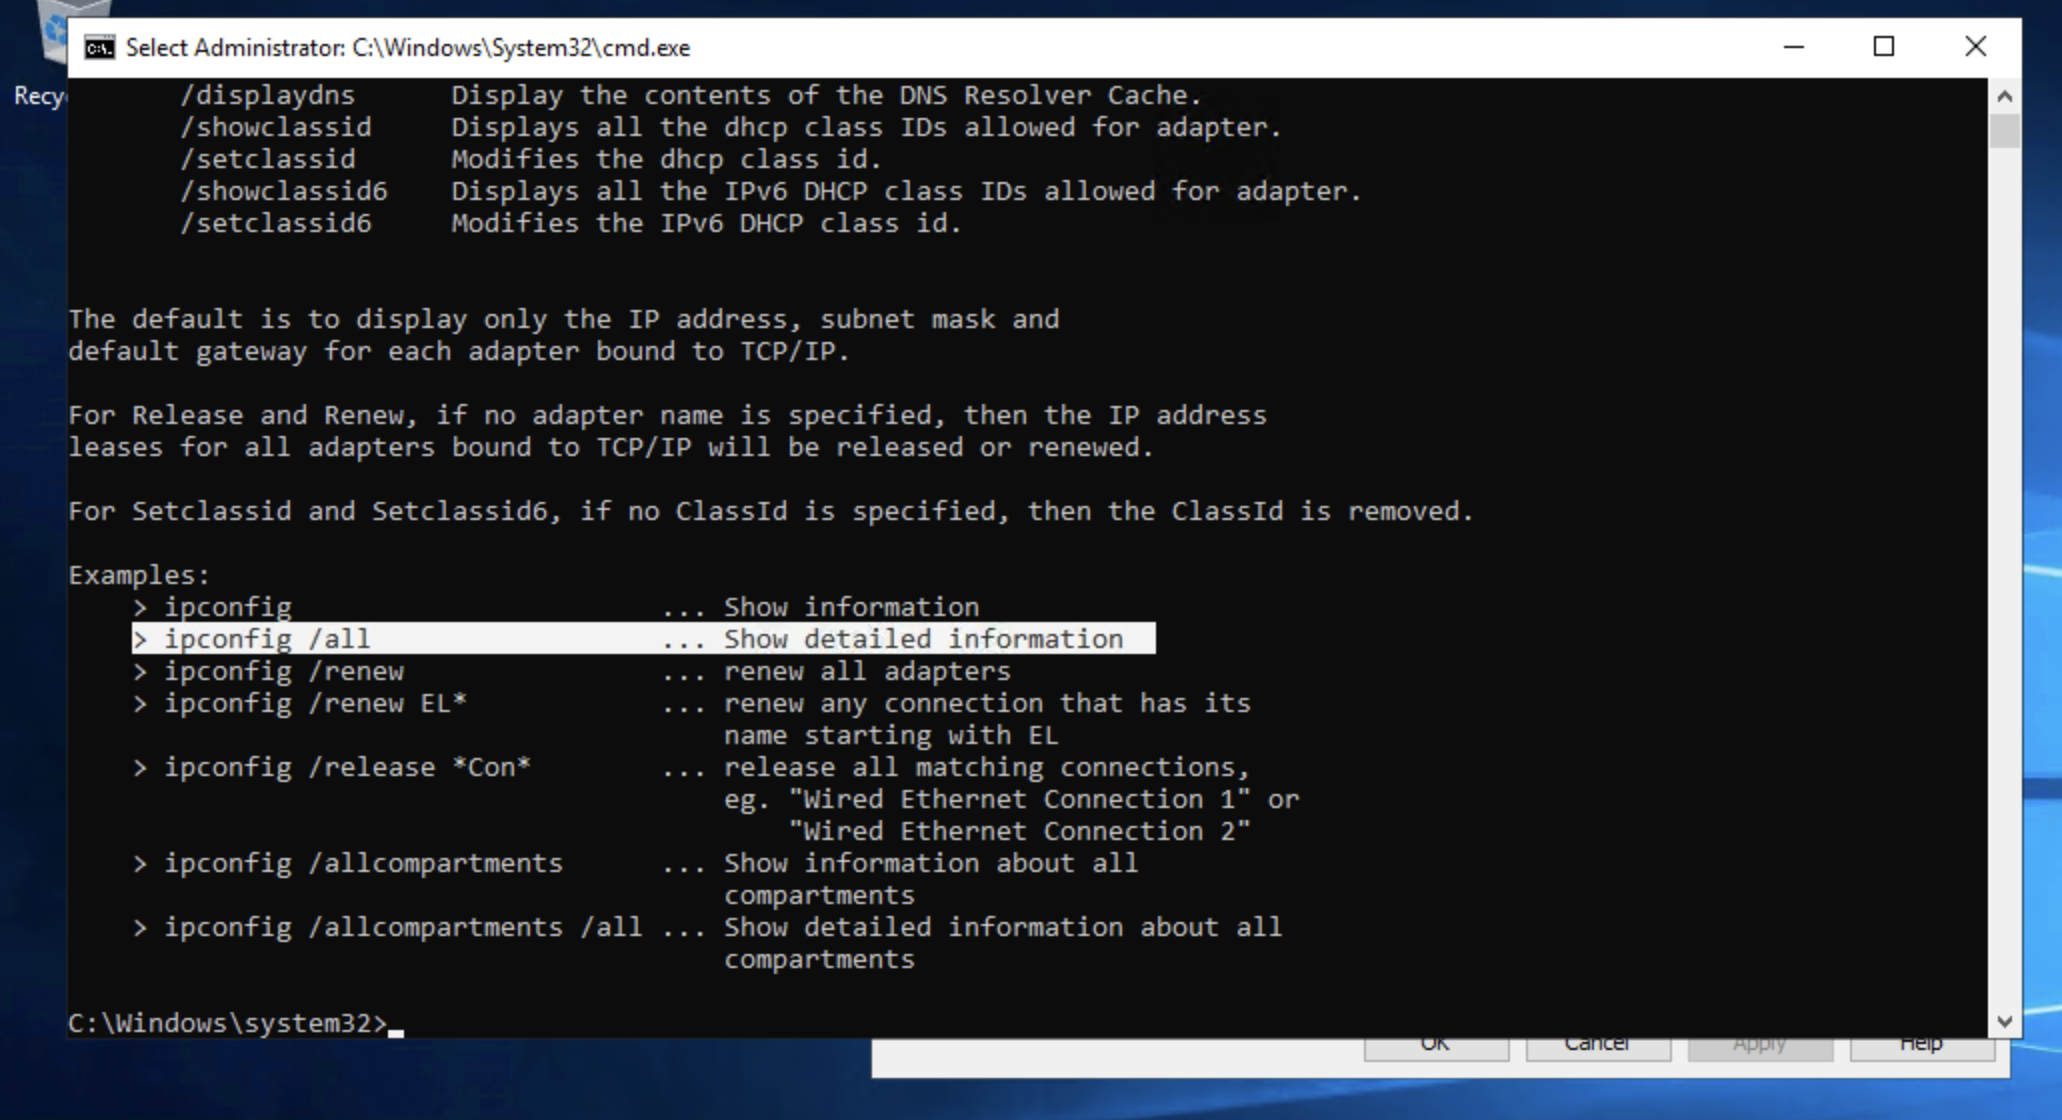 Select Administrator: C:\Windows\System32\cmd.exe
/displaydns      Display the contents of the DNS Resolver Cache.
/showclassid     Displays all the dhcp class IDs allowed for adapter.
/setclassid      Modifies the dhcp class id.
/showclassid6    Displays all the IPv6 DHCP class IDs allowed for adapter.
/setclassid6     Modifies the IPv6 DHCP class id.
The default is to display only the IP address, subnet mask and
default gateway for each adapter bound to TCP/IP.
For Release and Renew, if no adapter name is specified, then the IP address
leases for all adapters bound to TCP/IP will be released or renewed.
For Setclassid and Setclassid6, if no ClassId is specified, then the ClassId is removed.
Examples:
> ipconfig                       ... Show information
> ipconfig /all                  ... Show detailed information
> ipconfig /renew                ... renew all adapters
> ipconfig /renew EL*            ... renew any connection that has its
name starting with EL
> ipconfig /release *Con*        ... release all matching connections,
eg. "Wired Ethernet Connection 1" or
"Wired Ethernet Connection 2"
> ipconfig /allcompartments      ... Show information about all
compartments
> ipconfig /allcompartments /all ... Show detailed information about all
compartments
C:\Windows\system32>
OK Cancel Apply Help